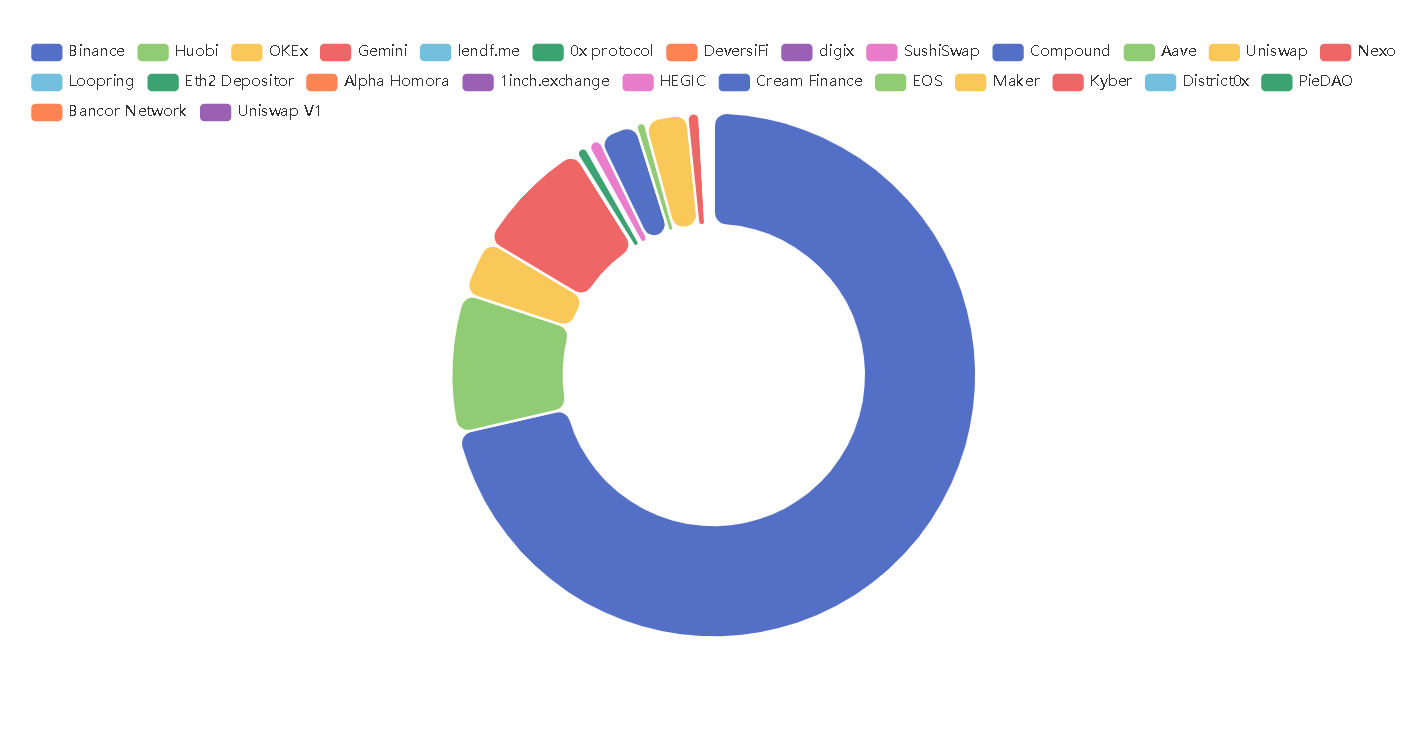 Binance Huobi OKEx Gemini lendf.me 0x protocol DeversiFi digix SushiSwap Compound Aave Uniswap Nexo
Loopring Eth2 Depositor Alpha Homora 1inch.exchange HEGIC Cream Finance EOS Maker Kyber District0x PieDAO
Bancor Network Uniswap V1